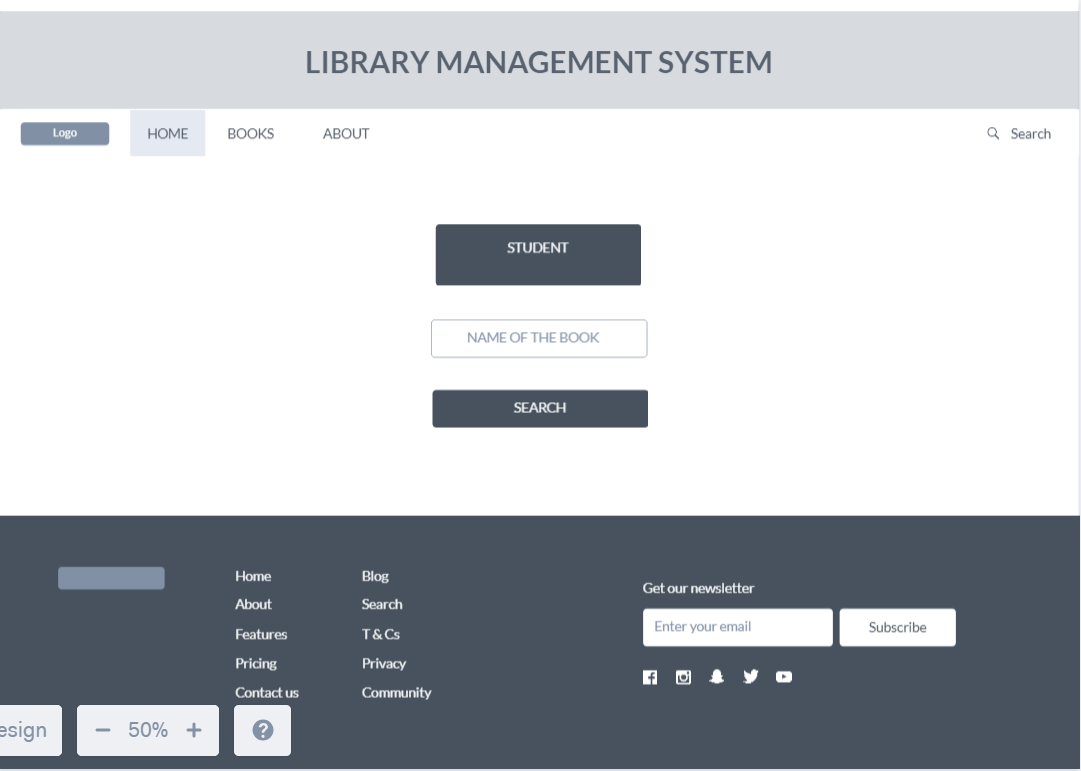 LIBRARY MANAGEMENT SYSTEM
Logo
HOME BOOKS ABOUT Search
STUDENT
NAME OF THE BOOK
SEARCH
Home
About
Features
Pricing
Contact us
Blog
Search
T & Cs
Privacy
Community
Get our newsletter
Enter your email Subscribe
esign − 50% + ?